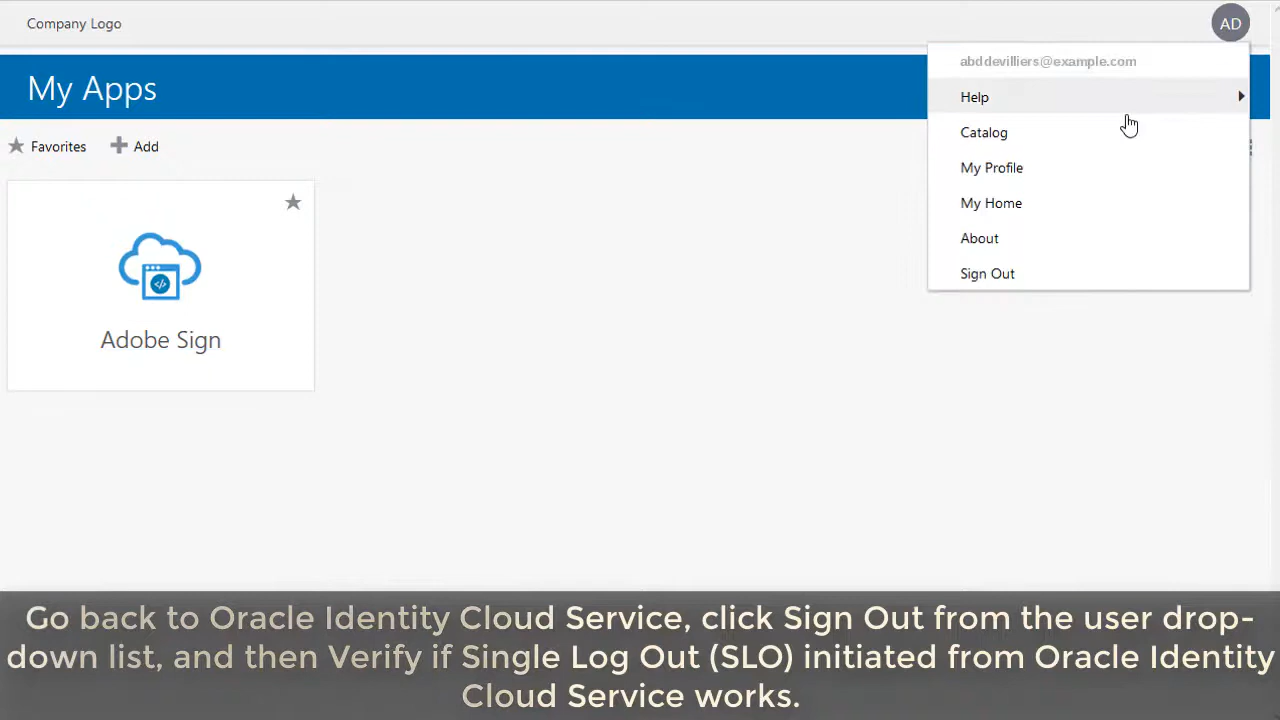 Company Logo
AD
abddevilliers@example.com
My Apps
Help
Favorites
Add
Catalog
My Profile
My Home
About
Sign Out
Adobe Sign
Go back to Oracle Identity Cloud Service, click Sign Out from the user drop-
down list, and then Verify if Single Log Out (SLO) initiated from Oracle Identity
Cloud Service works.